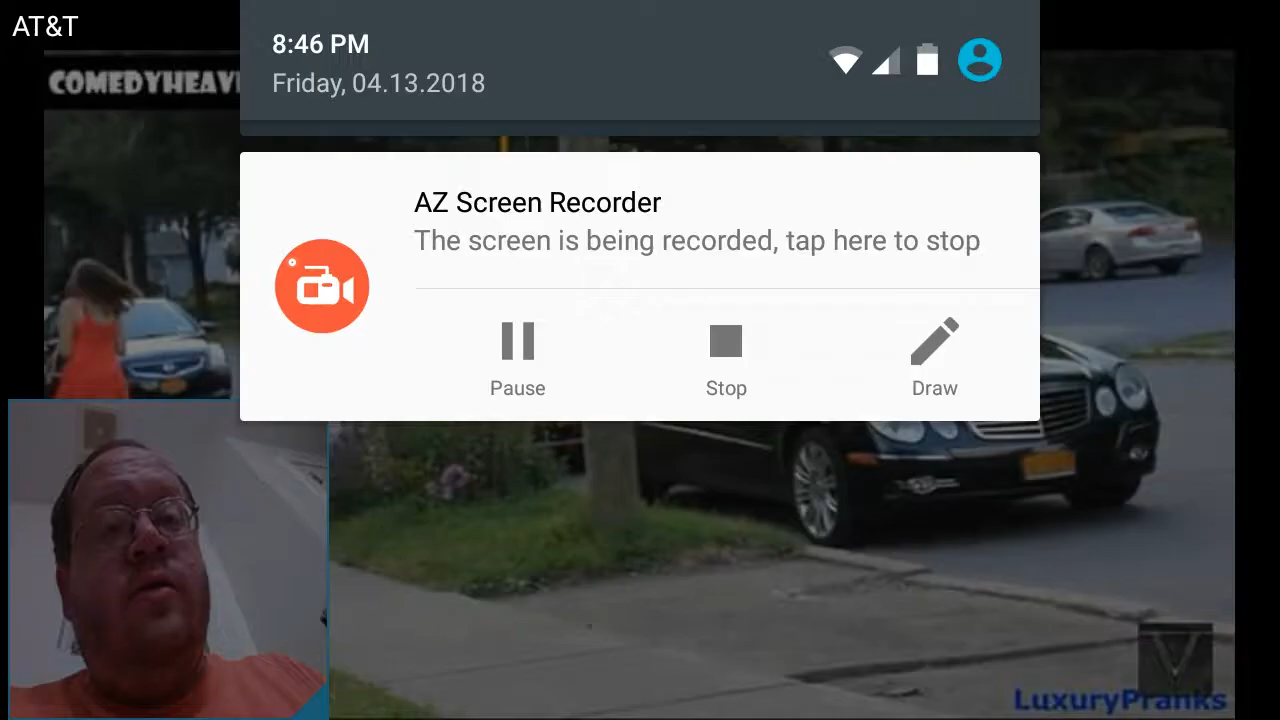 AT&T
8:46 PM
Friday, 04.13.2018
COMEDYHEAV
AZ Screen Recorder
The screen is being recorded, tap here to stop
Pause
Stop
Draw
LuxuryPranks